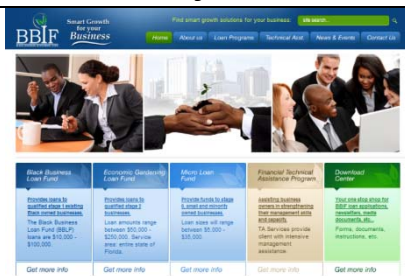 BBIF
Smart Growth
for your
Business
Find smart growth solutions for your business:
site search...
Home
About us
Loan Programs
Technical Asst.
News & Events
Contact Us
Black Business
Loan Fund
Provides loans to
qualified stage 1 existing
Black owned businesses.
The Black Business
Loan Fund (BBLF)
loans are $10,000 -
$100,000.
Get more info
Economic Gardening
Loan Fund
Provides loans to
qualified stage 2
businesses.
Loan amounts range
between $50,000 -
$250,000. Service
area: entire state of
Florida.
Get more info
Micro Loan
Fund
Provide funds to stage
1, small and minority
owned businesses.
Loan sizes will range
between $5,000 -
$35,000.
Get more info
Financial Technical
Assistance Program
Assisting business
owners in strengthening
their management skills
and capacity.
TA Services provide
client with intensive
management
assistance.
Get more info
Download
Center
Your one stop shop for
BBIF loan applications,
newsletters, media
documents, etc...
Forms, documents,
instructions, etc.
Get more info